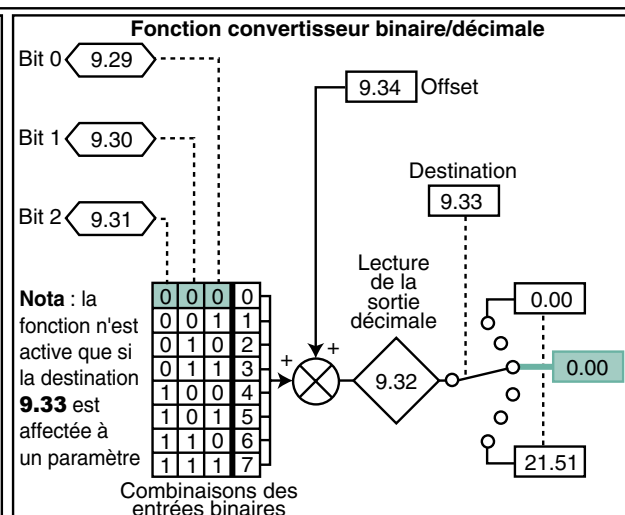 Fonction convertisseur binaire/décimale
Bit 0 9.29
9.34 Offset
Bit 1 9.30
Destination
9.33
Bit 2 9.31
Lecture
de la
sortie
décimale
Nota : la
fonction n'est
active que si
la destination
9.33 est
affectée à
un paramètre
0 0 0 0
0 0 1 1
0 1 0 2
0 1 1 3
1 0 0 4
1 0 1 5
1 1 0 6
1 1 1 7
+
+
9.32
0.00
0.00
21.51
Combinaisons des
entrées binaires